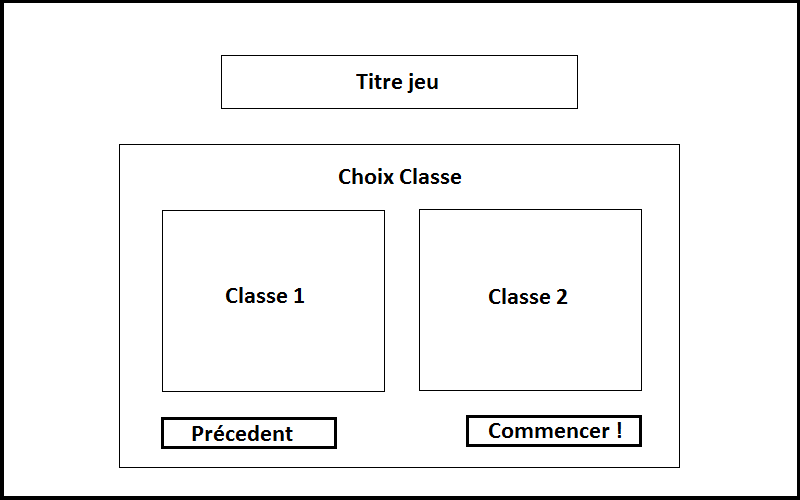 Titre jeu
Choix Classe
Classe 1
Classe 2
Précedent
Commencer !